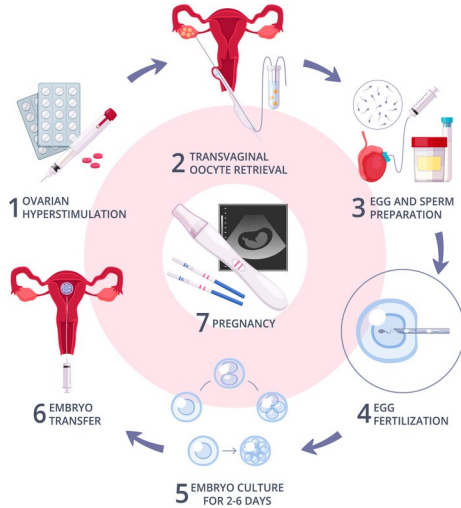 1 OVARIAN
HYPERSTIMULATION
2 TRANSVAGINAL
OOCYTE RETRIEVAL
3 EGG AND SPERM
PREPARATION
4 EGG
FERTILIZATION
5 EMBRYO CULTURE
FOR 2-6 DAYS
6 EMBRYO
TRANSFER
7 PREGNANCY